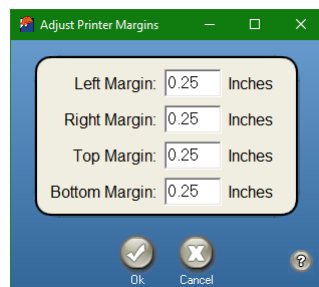 Adjust Printer Margins
Left Margin: 0.25 Inches
Right Margin: 0.25 Inches
Top Margin: 0.25 Inches
Bottom Margin: 0.25 Inches
?
Ok Cancel